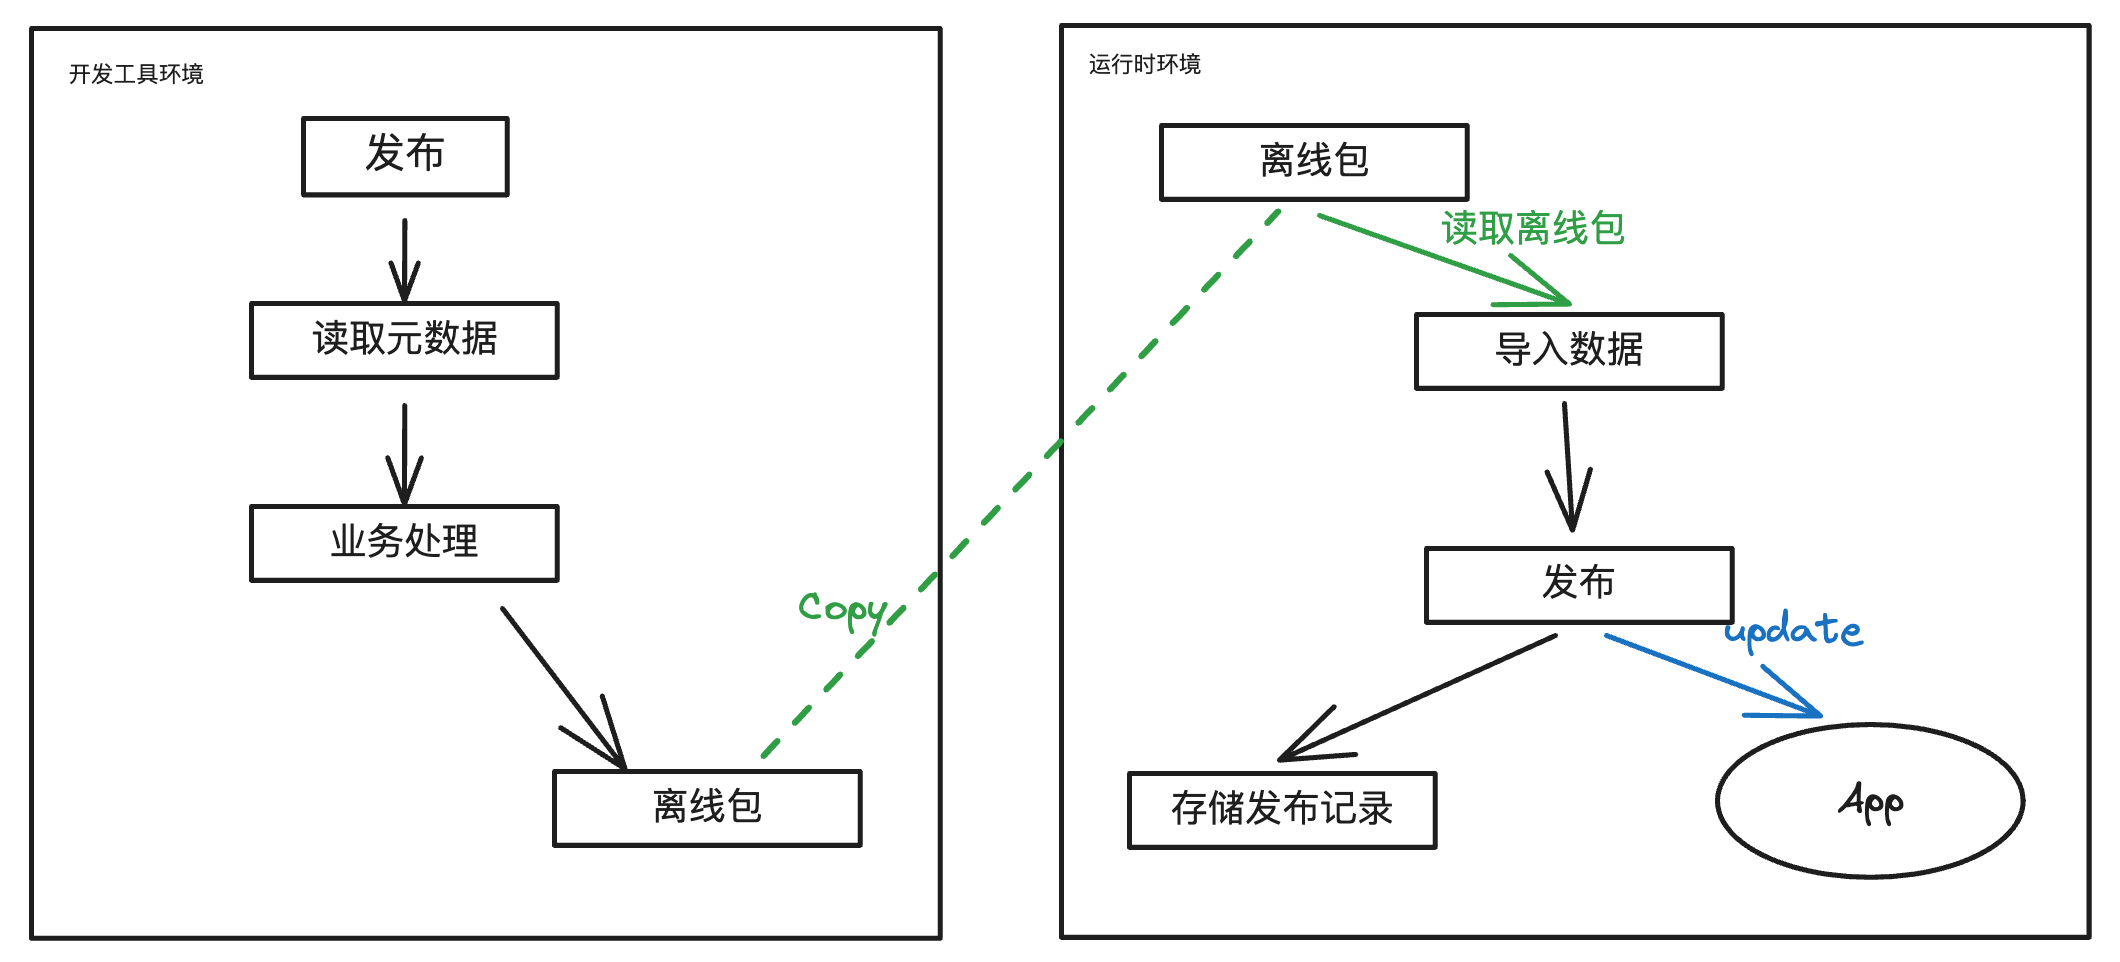 开发工具环境
发布
读取元数据
业务处理
Copy
离线包
运行时环境
离线包
读取离线包
导入数据
发布
update
存储发布记录
App